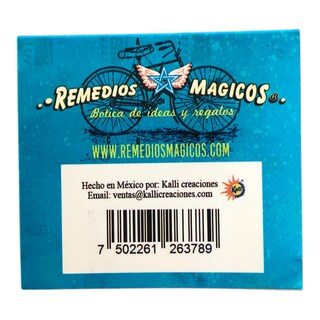 REMEDIOS MAGICOS ®
Botica de ideas y regalos
WWW.REMEDIOSMAGICOS.COM
Hecho en México por: Kalli creaciones
Email: ventas@kallicreaciones.com
Kalli
7 502261 263789